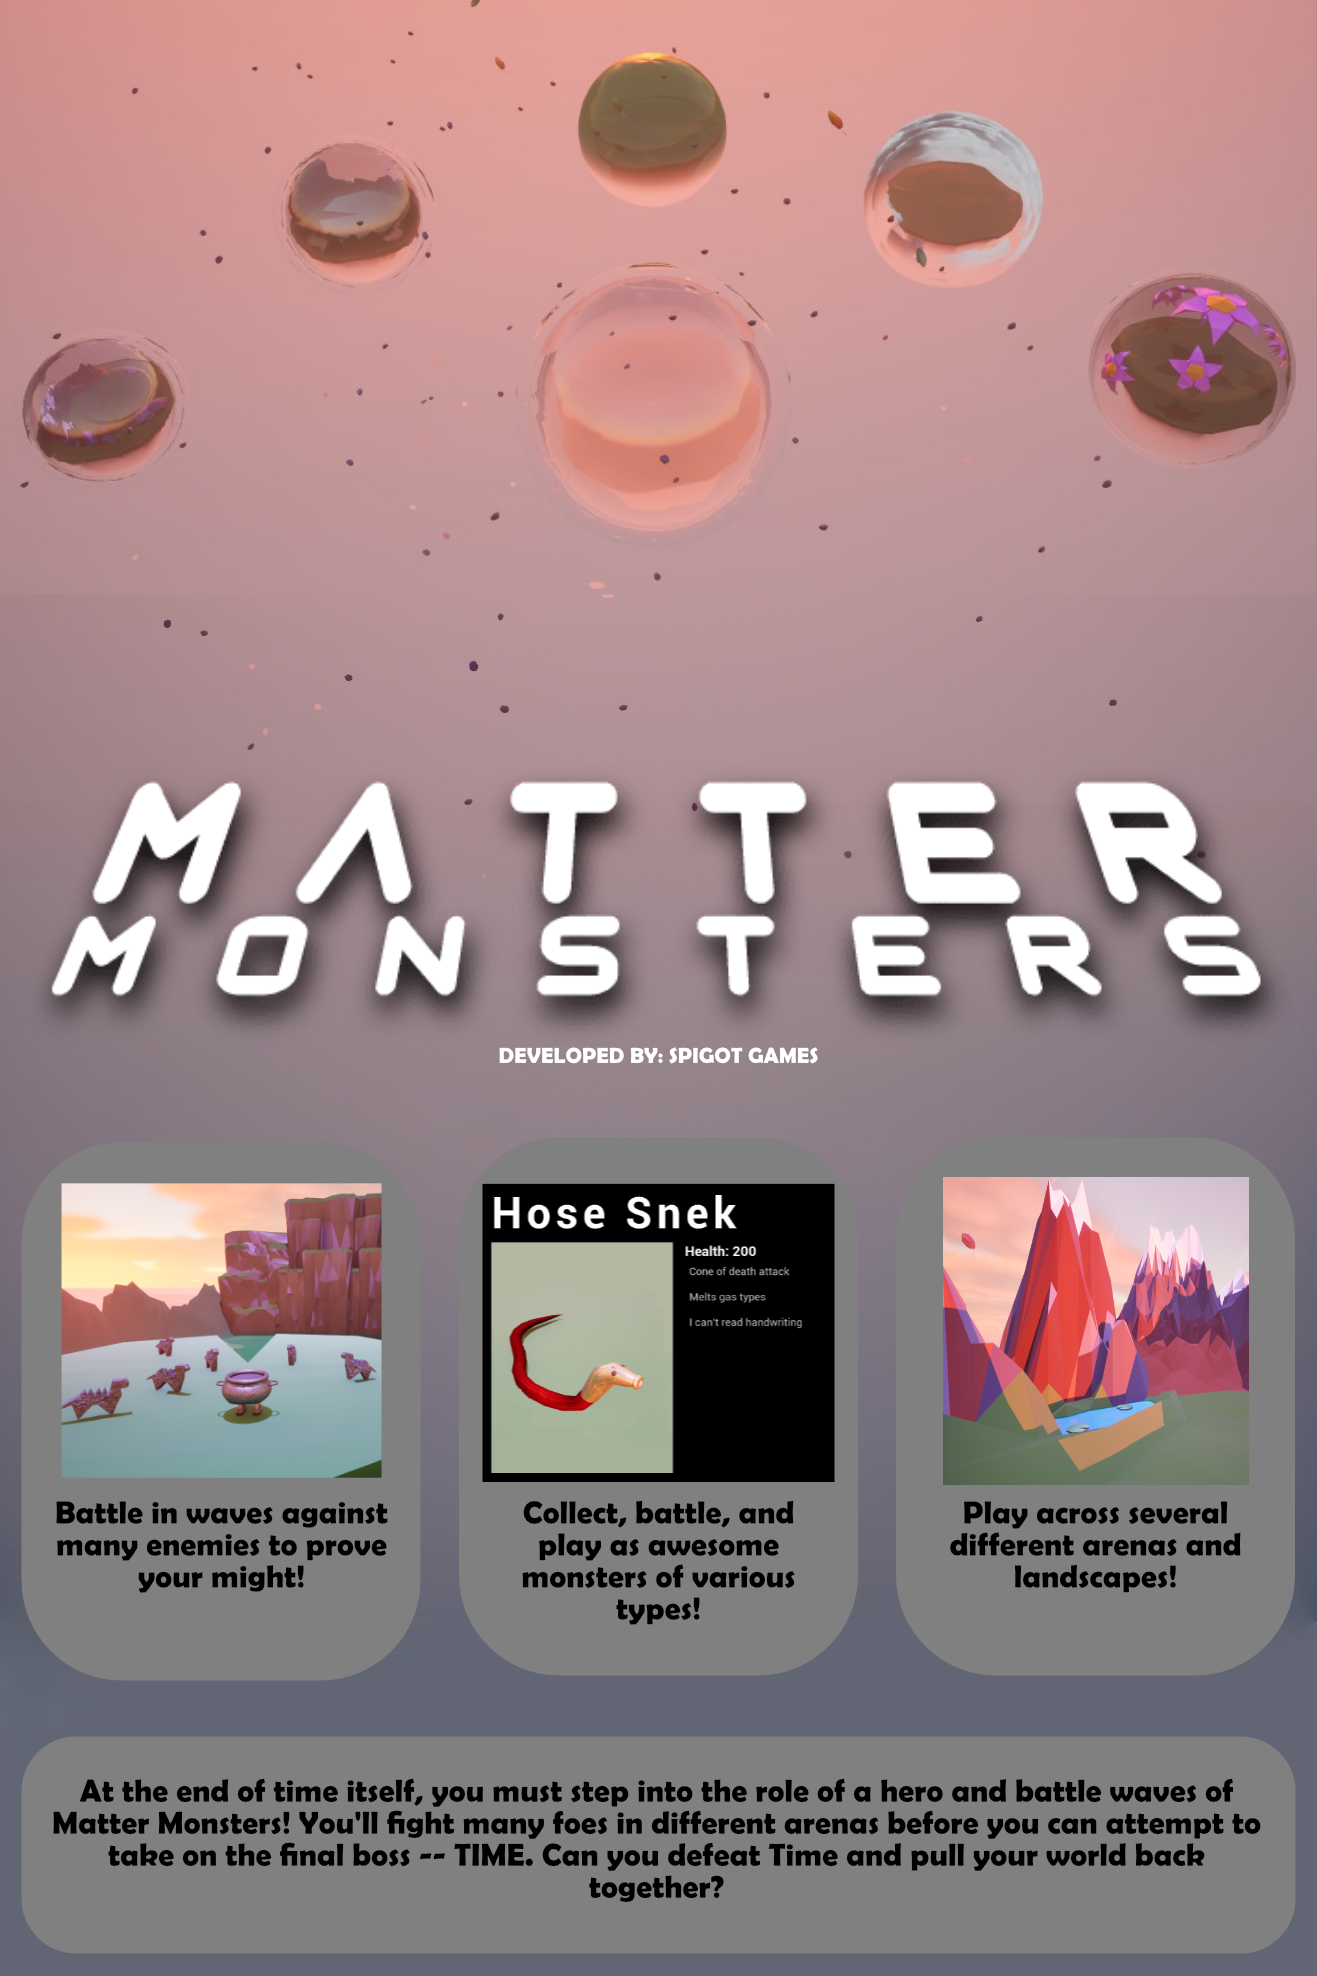 MATTER
MONSTERS
DEVELOPED BY: SPIGOT GAMES
Hose Snek
Health: 200
Cone of death attack
Melts gas types
I can't read handwriting
Battle in waves against
many enemies to prove
your might!
Collect, battle, and
play as awesome
monsters of various
types!
Play across several
different arenas and
landscapes!
At the end of time itself, you must step into the role of a hero and battle waves of
Matter Monsters! You'll fight many foes in different arenas before you can attempt to
take on the final boss -- TIME. Can you defeat Time and pull your world back
together?